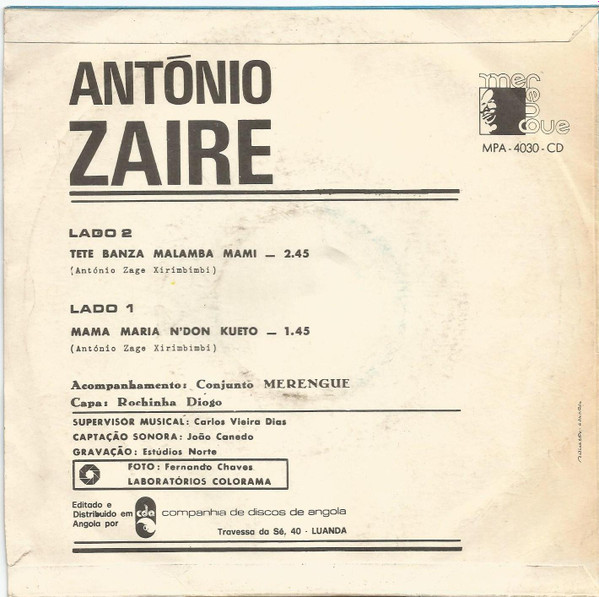 ANTÓNIO
ZAIRE
merengue
MPA-4030-CD
LADO 2
TETE BANZA MALAMBA MAMI — 2.45
(António Zage Xirimbimbi)
LADO 1
MAMA MARIA N'DON KUETO — 1.45
(António Zage Xirimbimbi)
Acompanhamento: Conjunto MERENGUE
Capa: Rochinha Diogo
SUPERVISOR MUSICAL: Carlos Vieira Dias
CAPTAÇÃO SONORA: João Canedo
GRAVAÇÃO: Estúdios Norte
FOTO: Fernando Chaves
LABORATÓRIOS COLORAMA
Editado e
Distribuído em
Angola por
cda
companhia de discos de angola
Travessa da Sé, 40 - LUANDA